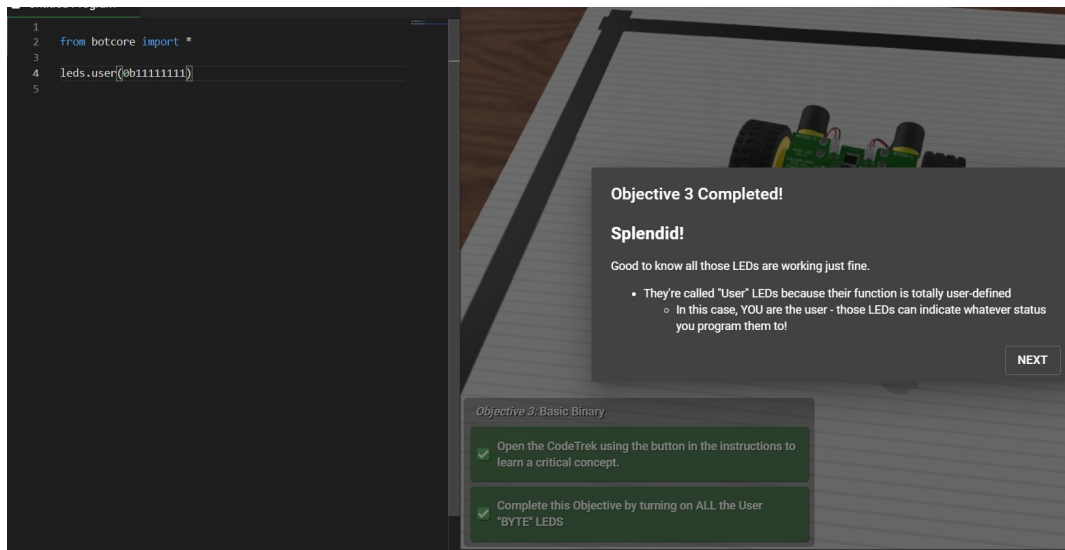 1
2 from botcore import *
3
4 leds.user(0b11111111)
5
Objective 3 Completed!
Splendid!
Good to know all those LEDs are working just fine.
• They're called "User" LEDs because their function is totally user-defined
○ In this case, YOU are the user - those LEDs can indicate whatever status
you program them to!
NEXT
Objective 3: Basic Binary
Open the CodeTrek using the button in the instructions to
learn a critical concept.
Complete this Objective by turning on ALL the User
"BYTE" LEDS